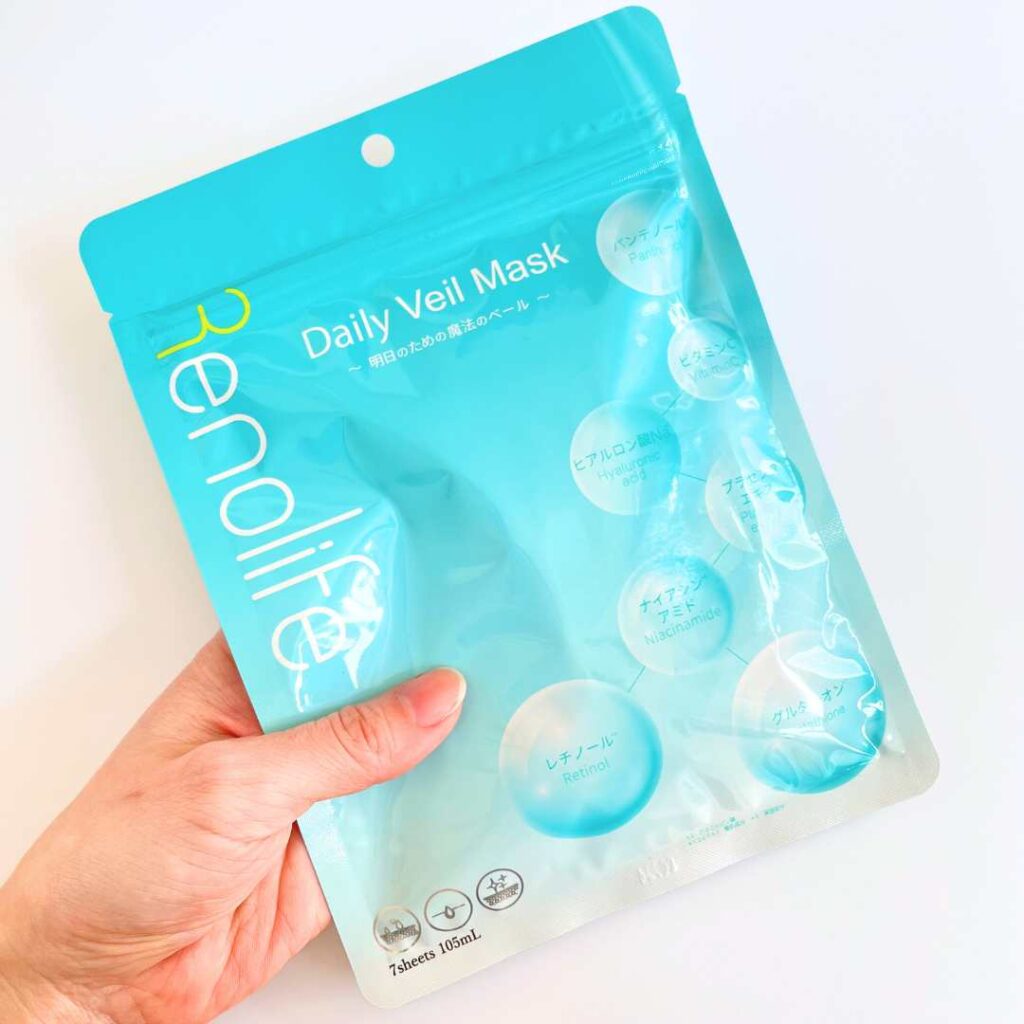 Renolife
Daily Veil Mask
～ 明日のための魔法のベール ～
パンテノール
ビタミンC
ヒアルロン酸Na
Hyaluronic
acid
ナイアシン
アミド
Niacinamide
レチノール
Retinol
7sheets 105mL